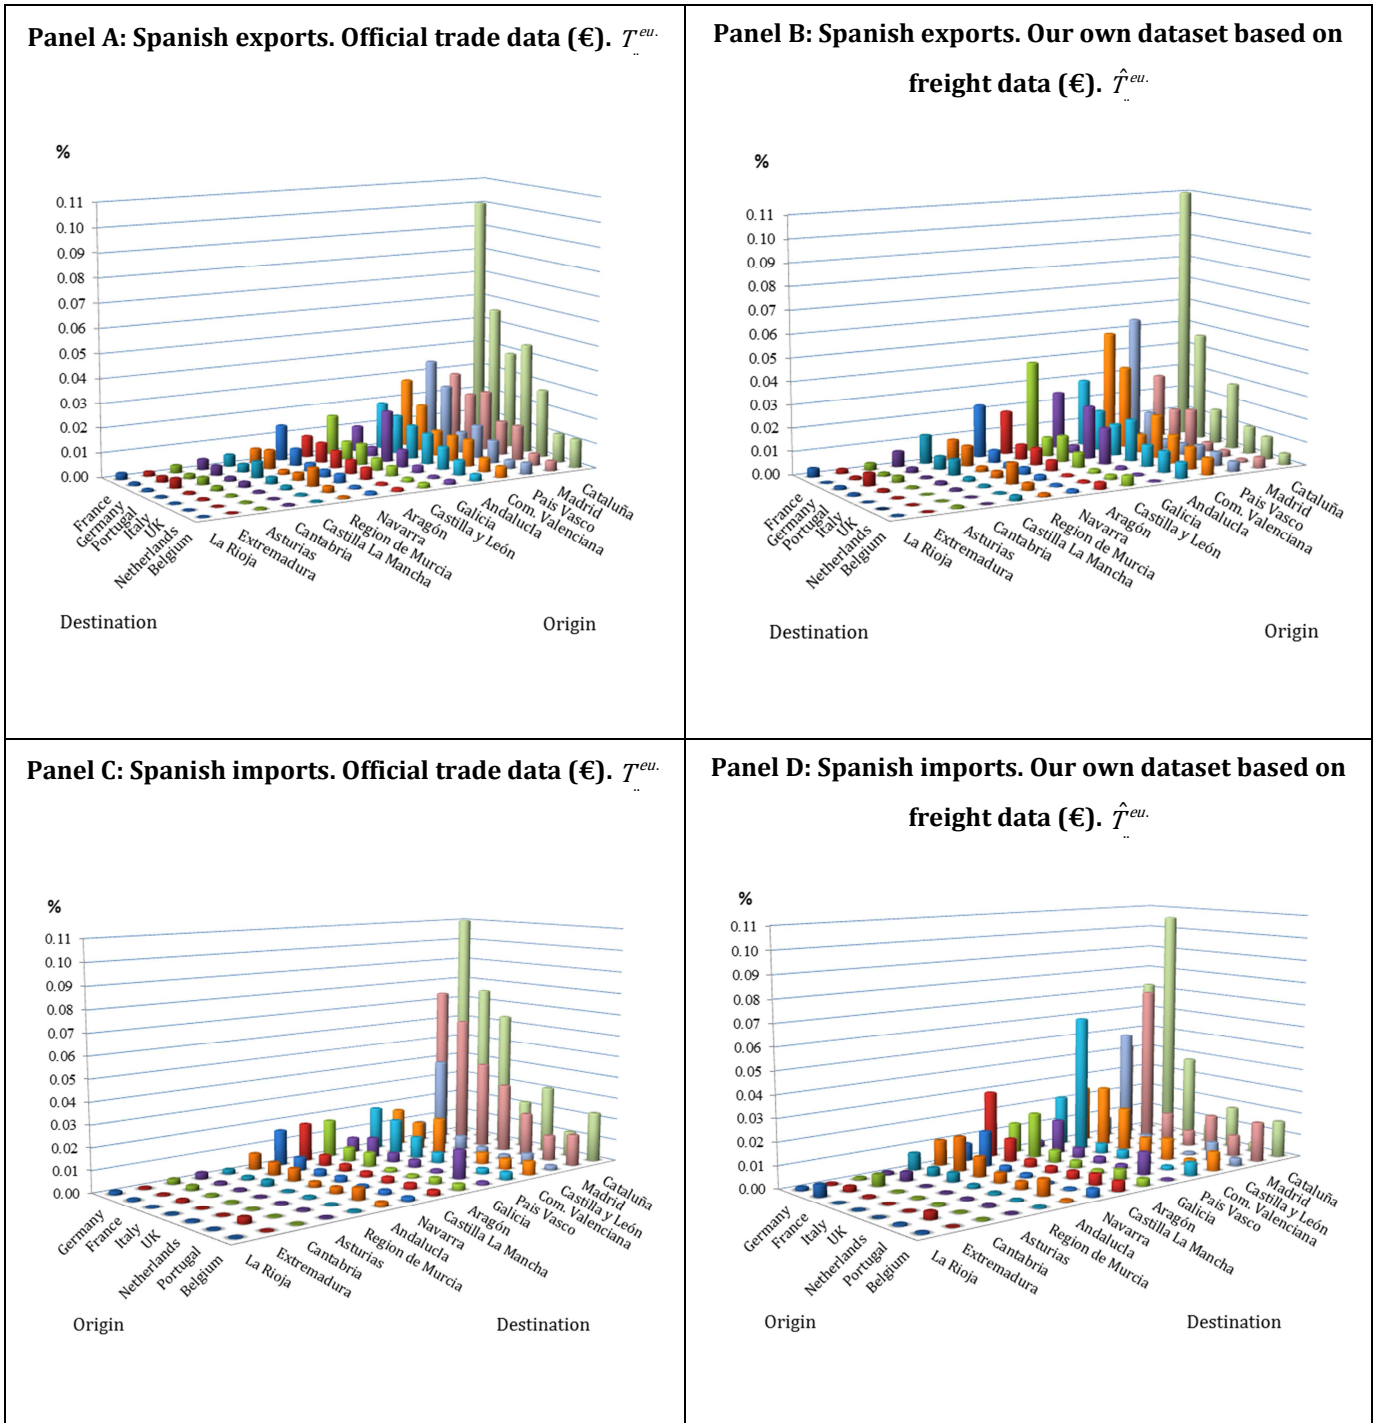 Panel A: Spanish exports. Official trade data (€). T^eu. ..
%
0.11
0.10
0.09
0.08
0.07
0.06
0.05
0.04
0.03
0.02
0.01
0.00
France
Germany
Portugal
Italy
UK
Netherlands
Belgium
La Rioja
Extremadura
Asturias
Cantabria
Castilla La Mancha
Region de Murcia
Navarra
Aragón
Castilla y León
Galicia
Andalucta
Com. Valenciana
Pais Vasco
Madrid
Cataluña
Destination
Origin
Panel B: Spanish exports. Our own dataset based on
freight data (€). T̂^eu. ..
%
0.11
0.10
0.09
0.08
0.07
0.06
0.05
0.04
0.03
0.02
0.01
0.00
France
Germany
Portugal
Italy
UK
Netherlands
Belgium
La Rioja
Extremadura
Asturias
Cantabria
Castilla La Mancha
Region de Murcia
Navarra
Aragón
Castilla y León
Galicia
Andalucta
Com. Valenciana
Pais Vasco
Madrid
Cataluña
Destination
Origin
Panel C: Spanish imports. Official trade data (€). T^eu. ..
%
0.11
0.10
0.09
0.08
0.07
0.06
0.05
0.04
0.03
0.02
0.01
0.00
Germany
France
Italy
UK
Netherlands
Portugal
Belgium
La Rioja
Extremadura
Cantabria
Asturias
Region de Murcia
Andalucta
Navarra
Castilla La Mancha
Aragón
Galicia
Pais Vasco
Com. Valenciana
Castilla y León
Madrid
Cataluña
Origin
Destination
Panel D: Spanish imports. Our own dataset based on
freight data (€). T̂^eu. ..
%
0.11
0.10
0.09
0.08
0.07
0.06
0.05
0.04
0.03
0.02
0.01
0.00
Germany
France
Italy
UK
Netherlands
Portugal
Belgium
La Rioja
Extremadura
Cantabria
Asturias
Region de Murcia
Andalucta
Navarra
Castilla La Mancha
Aragón
Galicia
Pais Vasco
Com. Valenciana
Castilla y León
Madrid
Cataluña
Origin
Destination